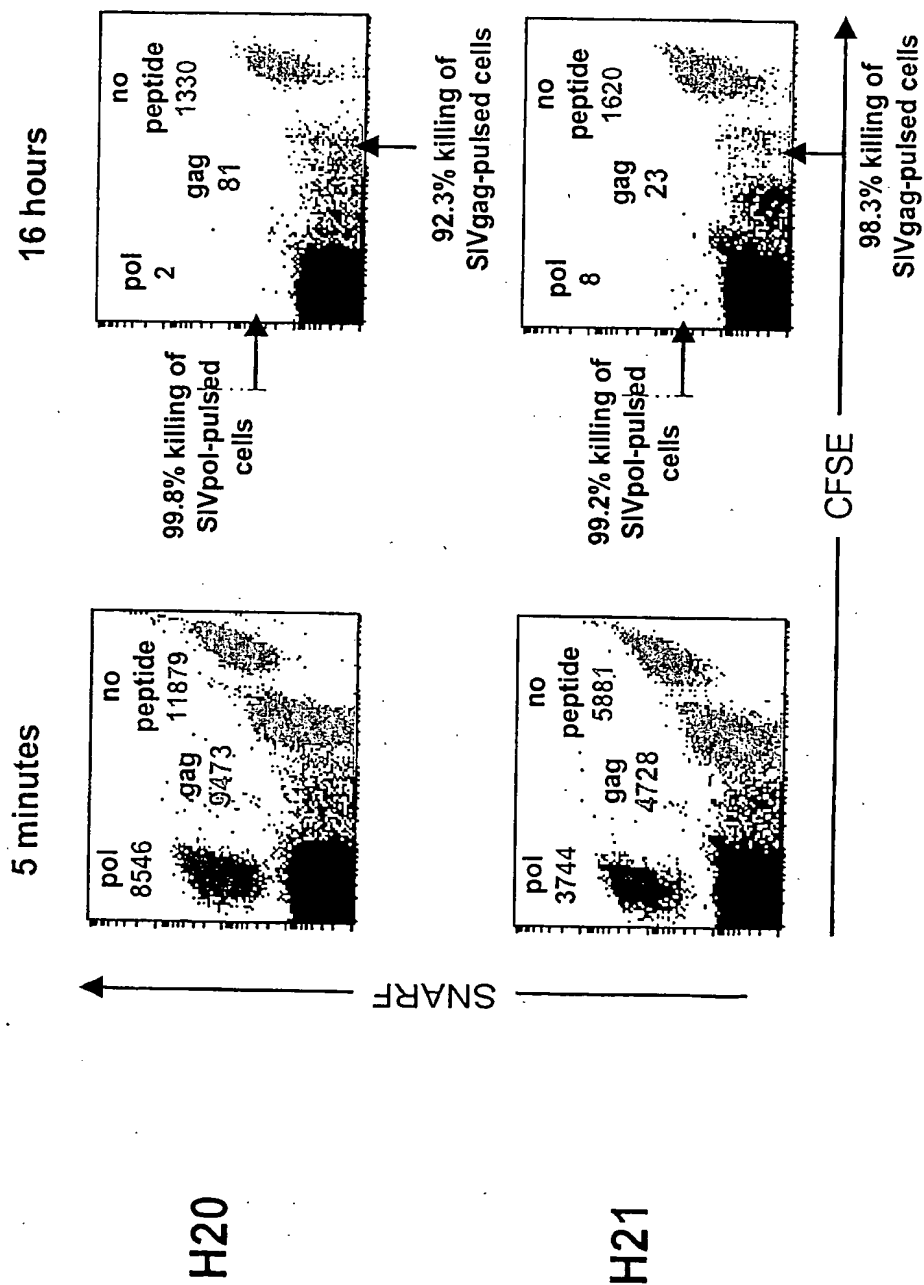 5 minutes
16 hours
H20
pol
8546
gag
9473
no
peptide
11879
99.8% killing of
SIVpol-pulsed
cells
pol
2
gag
81
no
peptide
1330
92.3% killing of
SIVgag-pulsed cells
SNARF
H21
pol
3744
gag
4728
no
peptide
5881
99.2% killing of
SIVpol-pulsed
cells
pol
8
gag
23
no
peptide
1620
98.3% killing of
SIVgag-pulsed cells
CFSE